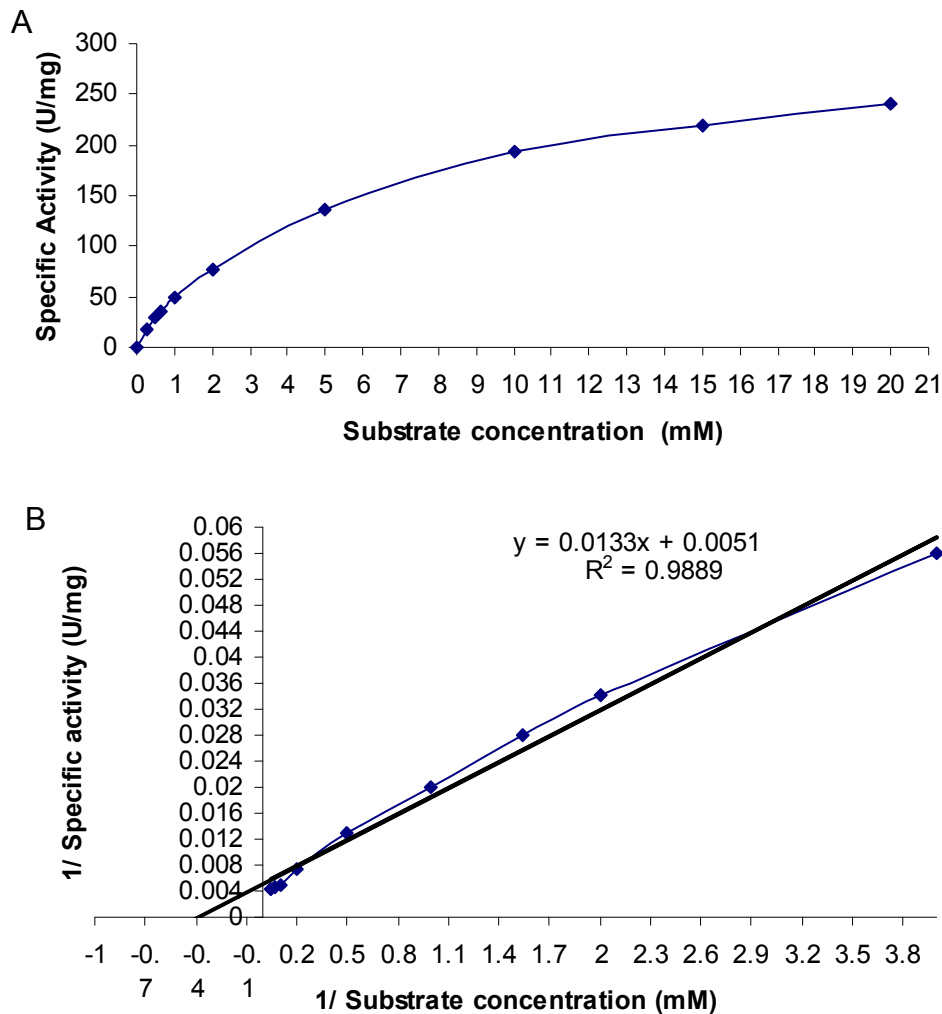 A
Specific Activity (U/mg)
300
250
200
150
100
50
0
0 1 2 3 4 5 6 7 8 9 10 11 12 13 14 15 16 17 18 19 20 21
Substrate concentration (mM)
B
1/ Specific activity (U/mg)
y = 0.0133x + 0.0051
R² = 0.9889
0.06
0.056
0.052
0.048
0.044
0.04
0.036
0.032
0.028
0.024
0.02
0.016
0.012
0.008
0.004
0
-1 -0. -0. -0. 0.2 0.5 0.8 1.1 1.4 1.7 2 2.3 2.6 2.9 3.2 3.5 3.8
7 4 1
1/ Substrate concentration (mM)